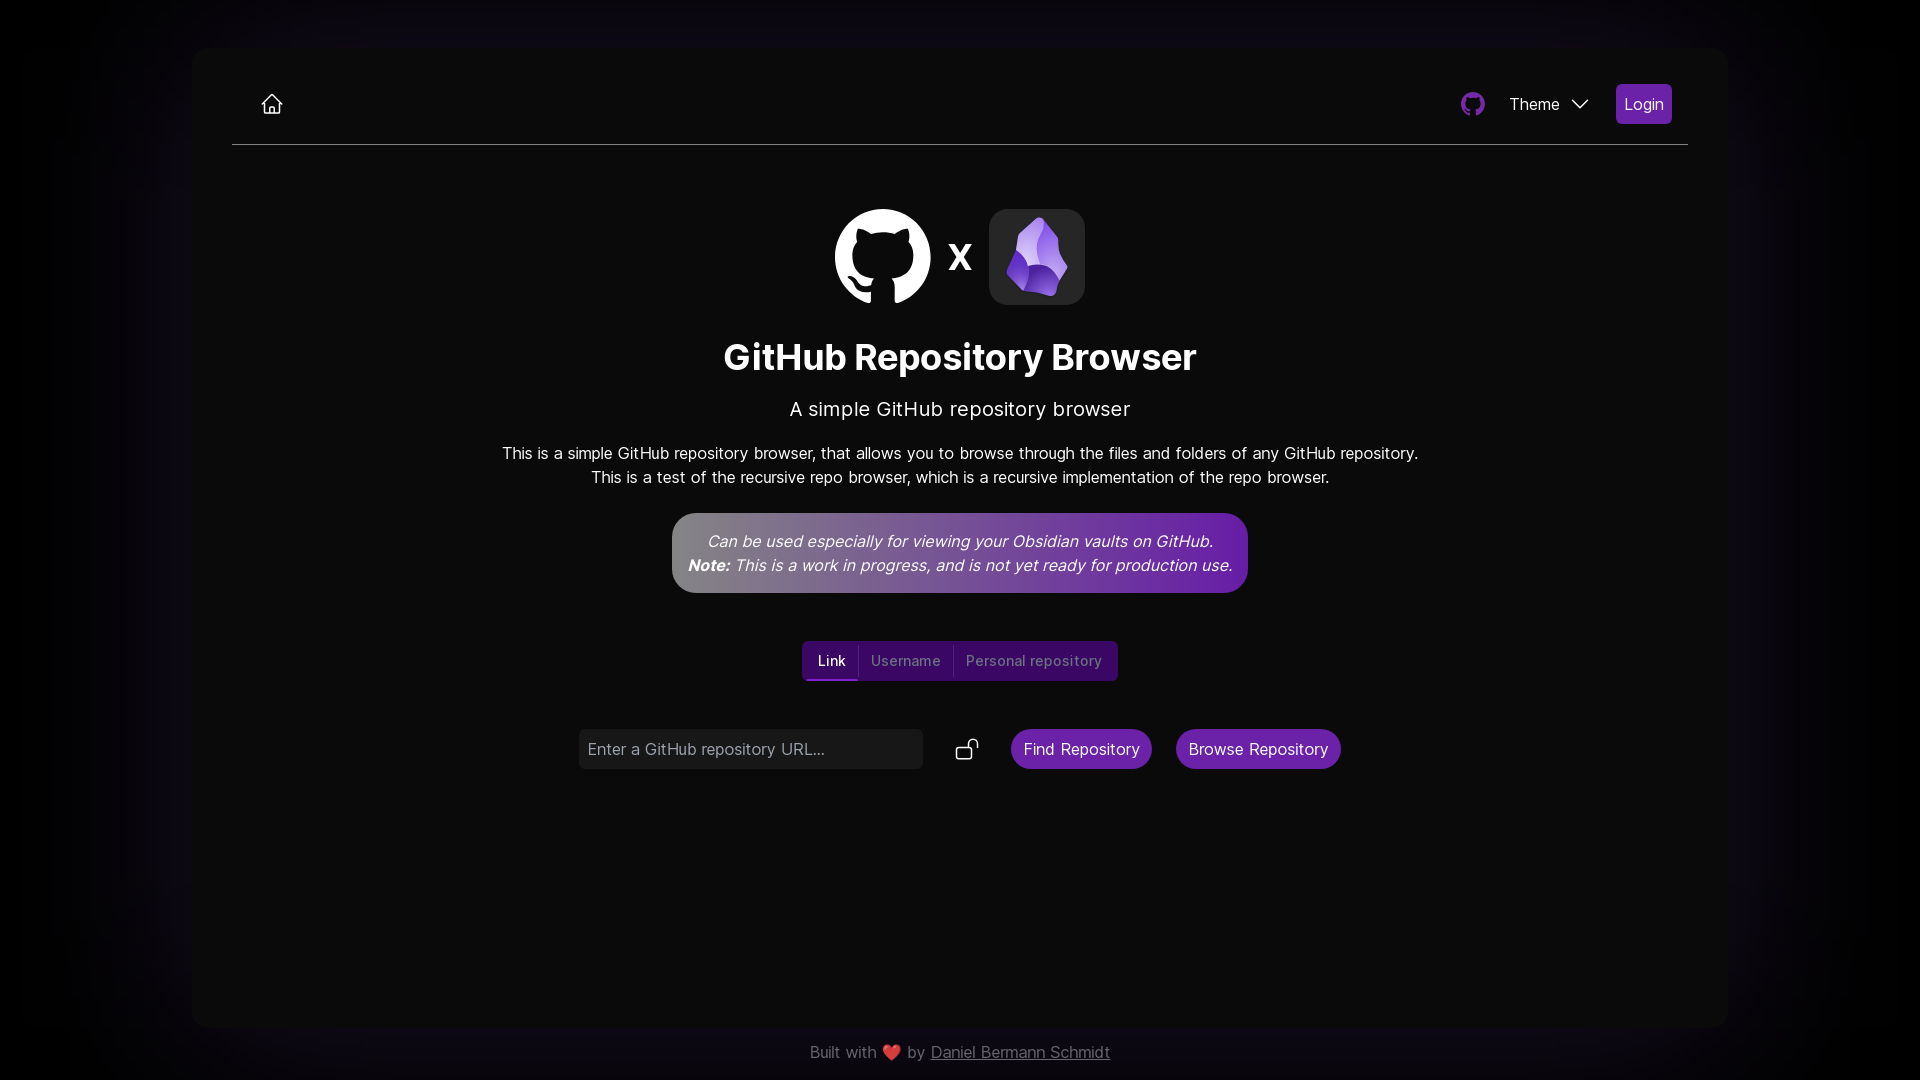 Theme
Login
X
GitHub Repository Browser
A simple GitHub repository browser
This is a simple GitHub repository browser, that allows you to browse through the files and folders of any GitHub repository.
This is a test of the recursive repo browser, which is a recursive implementation of the repo browser.
Can be used especially for viewing your Obsidian vaults on GitHub.
Note: This is a work in progress, and is not yet ready for production use.
Link
Username
Personal repository
Enter a GitHub repository URL...
Find Repository
Browse Repository
Built with ❤️ by Daniel Bermann Schmidt